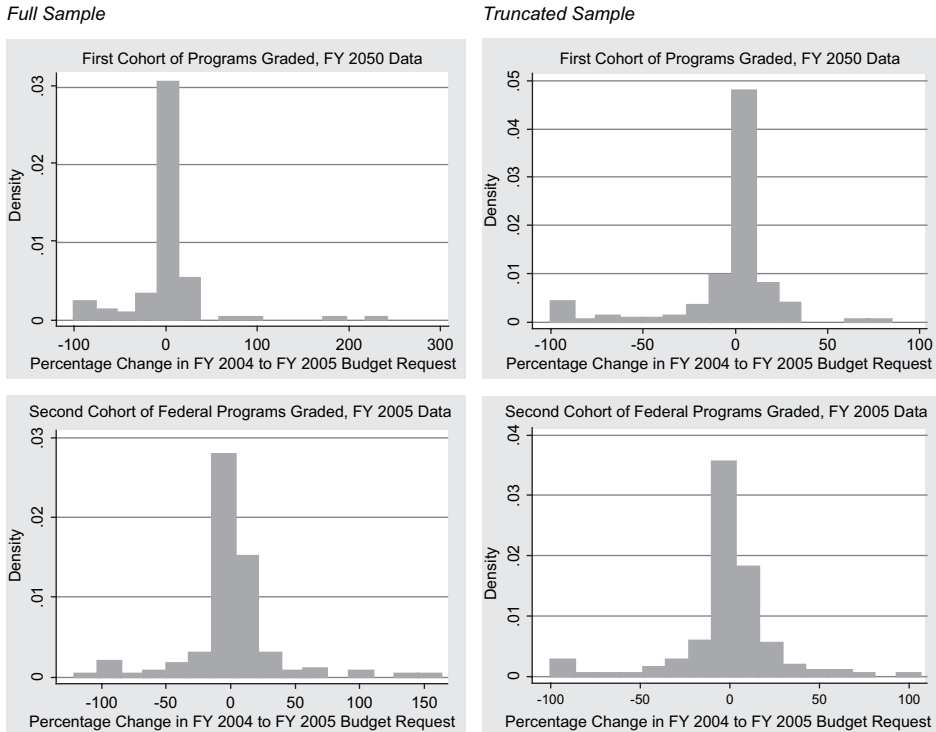 Full Sample
Truncated Sample
First Cohort of Programs Graded, FY 2050 Data
Density
.03
.02
.01
0
-100 0 100 200 300
Percentage Change in FY 2004 to FY 2005 Budget Request
First Cohort of Programs Graded, FY 2050 Data
Density
.05
.04
.03
.02
.01
0
-100 -50 0 50 100
Percentage Change in FY 2004 to FY 2005 Budget Request
Second Cohort of Federal Programs Graded, FY 2005 Data
Density
.03
.02
.01
0
-100 -50 0 50 100 150
Percentage Change in FY 2004 to FY 2005 Budget Request
Second Cohort of Federal Programs Graded, FY 2005 Data
Density
.04
.03
.02
.01
0
-100 -50 0 50 100
Percentage Change in FY 2004 to FY 2005 Budget Request